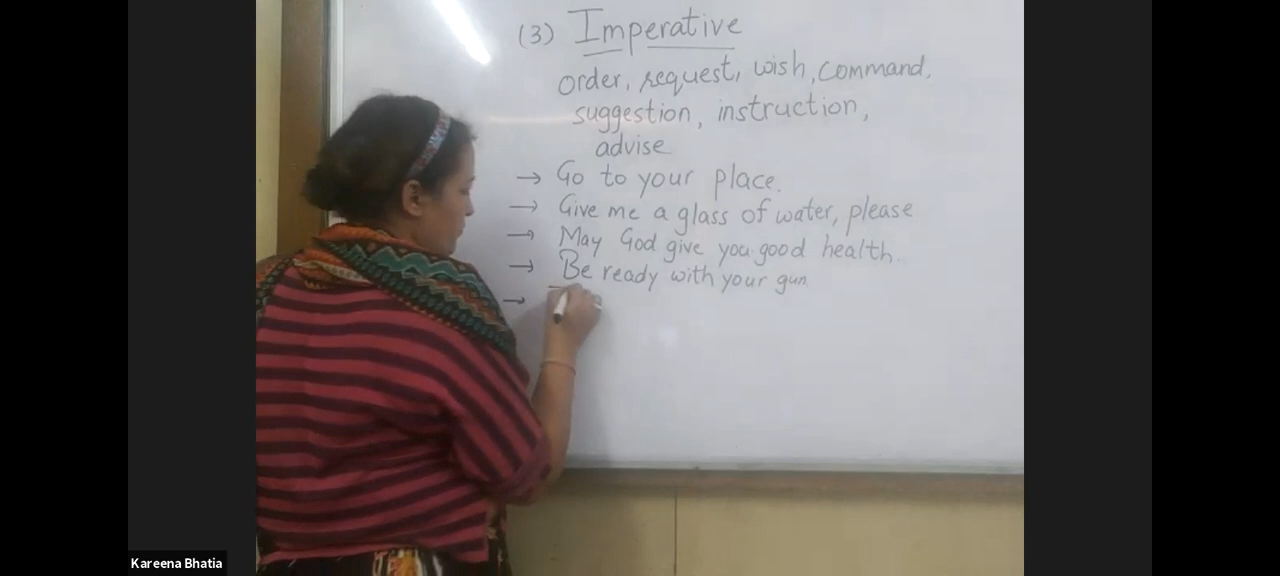 (3) Imperative
order, request, wish, command,
suggestion, instruction,
advise
→ Go to your place.
→ Give me a glass of water, please
→ May God give you good health.
→ Be ready with your gun
→
Kareena Bhatia